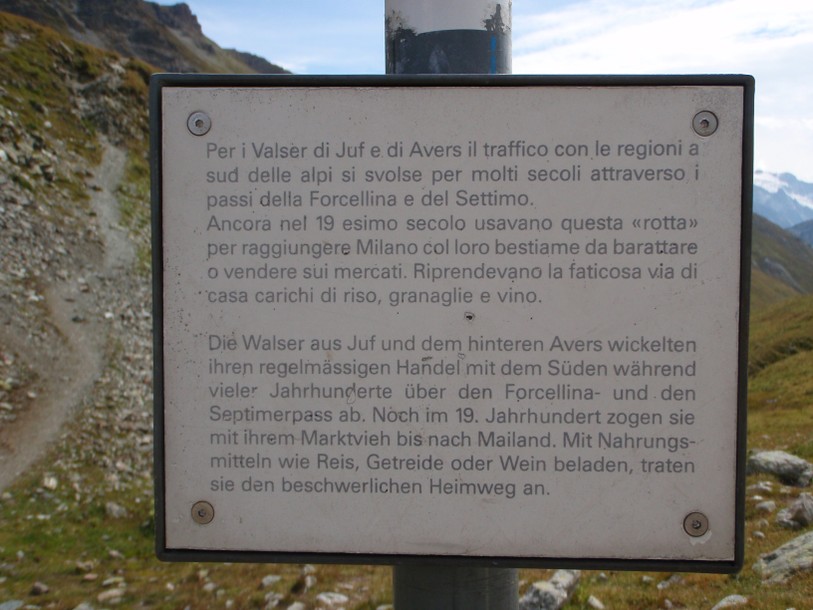 Per i Valser di Juf e di Avers il traffico con le regioni a
sud delle alpi si svolse per molti secoli attraverso i
passi della Forcellina e del Settimo.
Ancora nel 19 esimo secolo usavano questa «rotta»
per raggiungere Milano col loro bestiame da barattare
o vendere sui mercati. Riprendevano la faticosa via di
casa carichi di riso, granaglie e vino.
Die Walser aus Juf und dem hinteren Avers wickelten
ihren regelmässigen Handel mit dem Süden während
vieler Jahrhunderte über den Forcellina- und den
Septimerpass ab. Noch im 19. Jahrhundert zogen sie
mit ihrem Marktvieh bis nach Mailand. Mit Nahrungs-
mitteln wie Reis, Getreide oder Wein beladen, traten
sie den beschwerlichen Heimweg an.